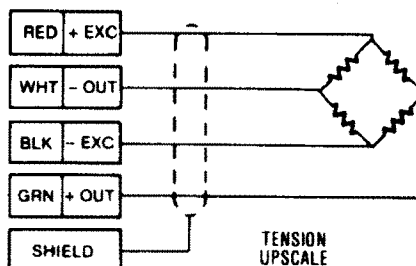 RED + EXC
WHT - OUT
BLK - EXC
GRN + OUT
SHIELD
TENSION
UPSCALE